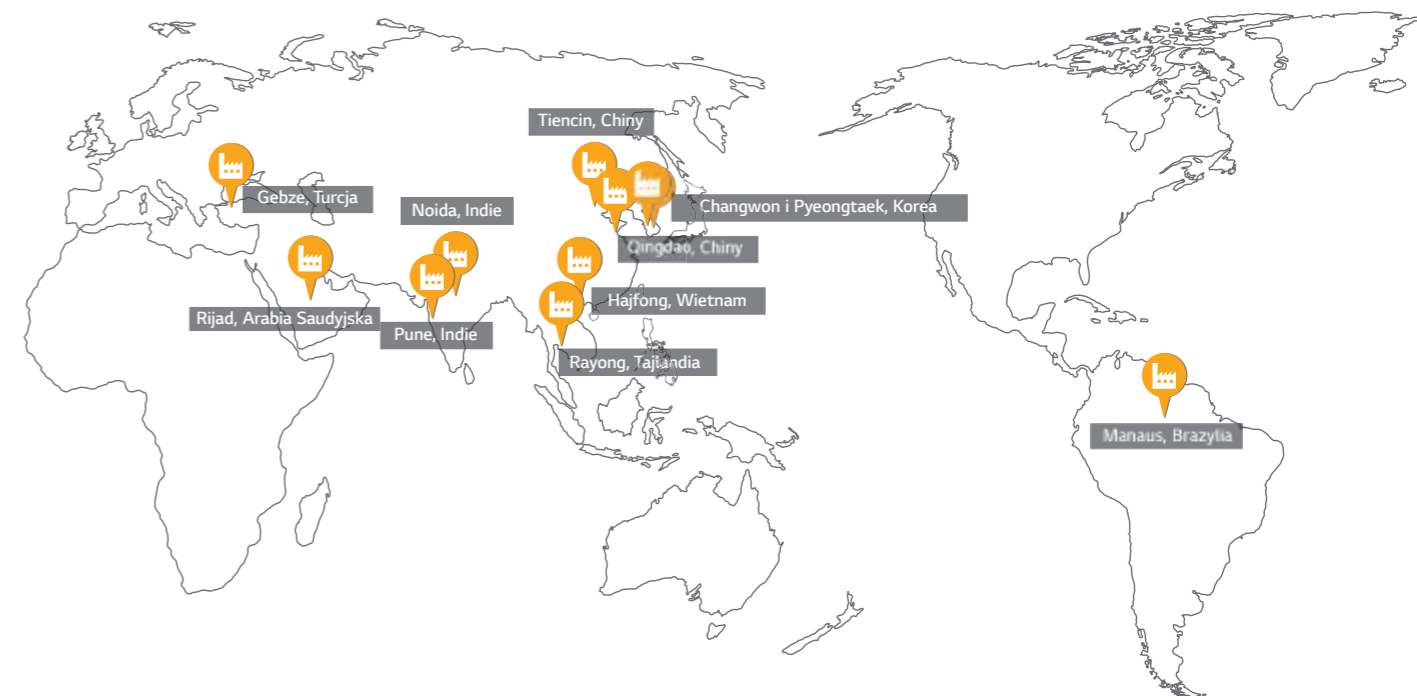 Tiencin, Chiny
Gebze, Turcja
Noida, Indie
Changwon i Pyeongtaek, Korea
Qingdao, Chiny
Hajfong, Wietnam
Rijad, Arabia Saudyjska
Pune, Indie
Rayong, Tajlandia
Manaus, Brazylia